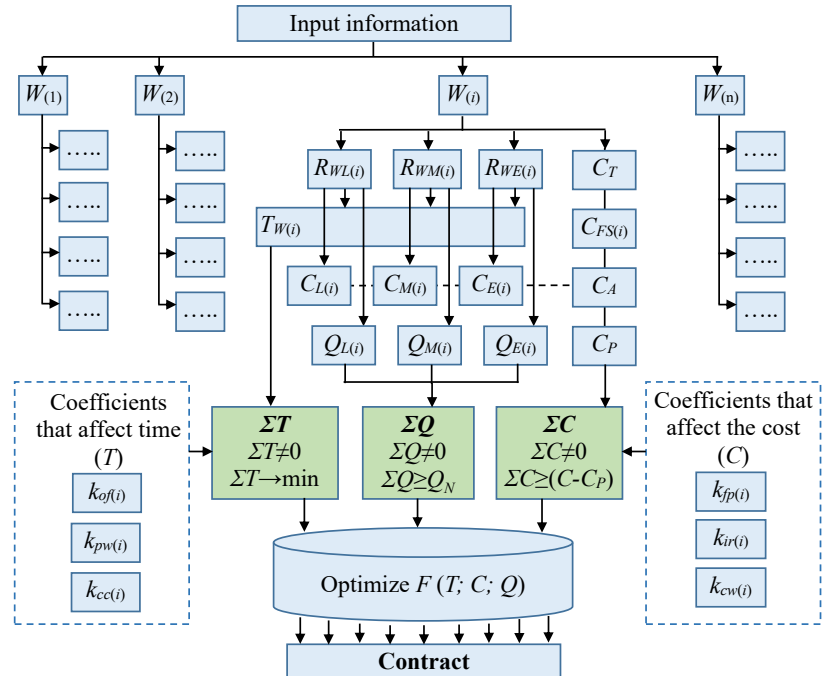 Input information
W(1)
W(2)
W(i)
W(n)
RWL(i)
RWM(i)
RWE(i)
CT
…..
…..
…..
…..
…..
…..
TW(i)
CFS(i)
…..
…..
…..
CL(i)
CM(i)
CE(i)
CA
…..
…..
…..
QL(i)
QM(i)
QE(i)
CP
Coefficients
that affect time
(T)
kof(i)
kpw(i)
kcc(i)
ΣT
ΣT≠0
ΣT→min
ΣQ
ΣQ≠0
ΣQ≥QN
ΣC
ΣC≠0
ΣC≥(C-CP)
Coefficients that
affect the cost
(C)
kfp(i)
kir(i)
kcw(i)
Optimize F (T; C; Q)
Contract